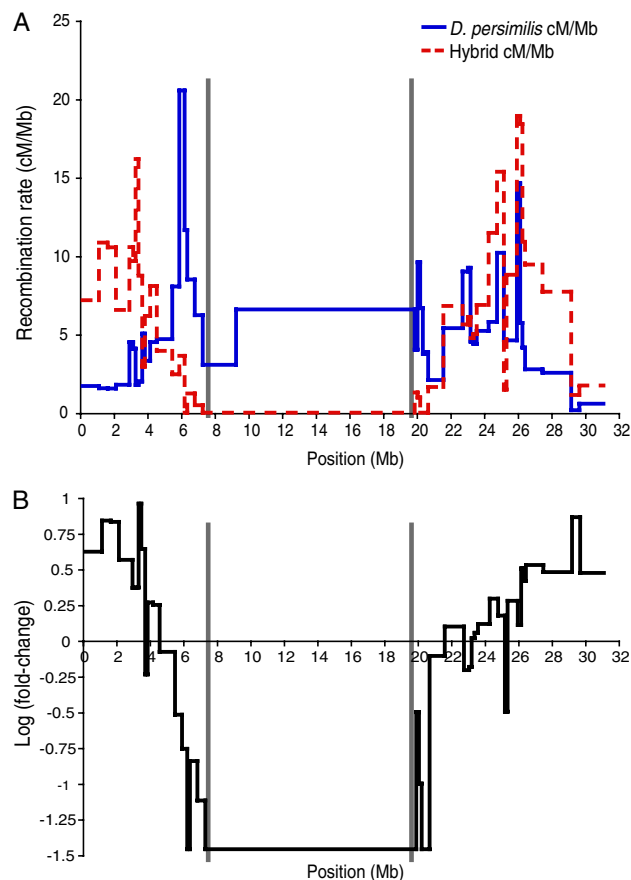 A
D. persimilis cM/Mb
Hybrid cM/Mb
Recombination rate (cM/Mb)
25
20
15
10
5
0
0 2 4 6 8 10 12 14 16 18 20 22 24 26 28 30 32
Position (Mb)
B
Log (fold-change)
1
0.75
0.5
0.25
0
-0.25
-0.5
-0.75
-1
-1.25
-1.5
0 2 4 6 8 10 12 14 16 18 20 22 24 26 28 30 32
Position (Mb)